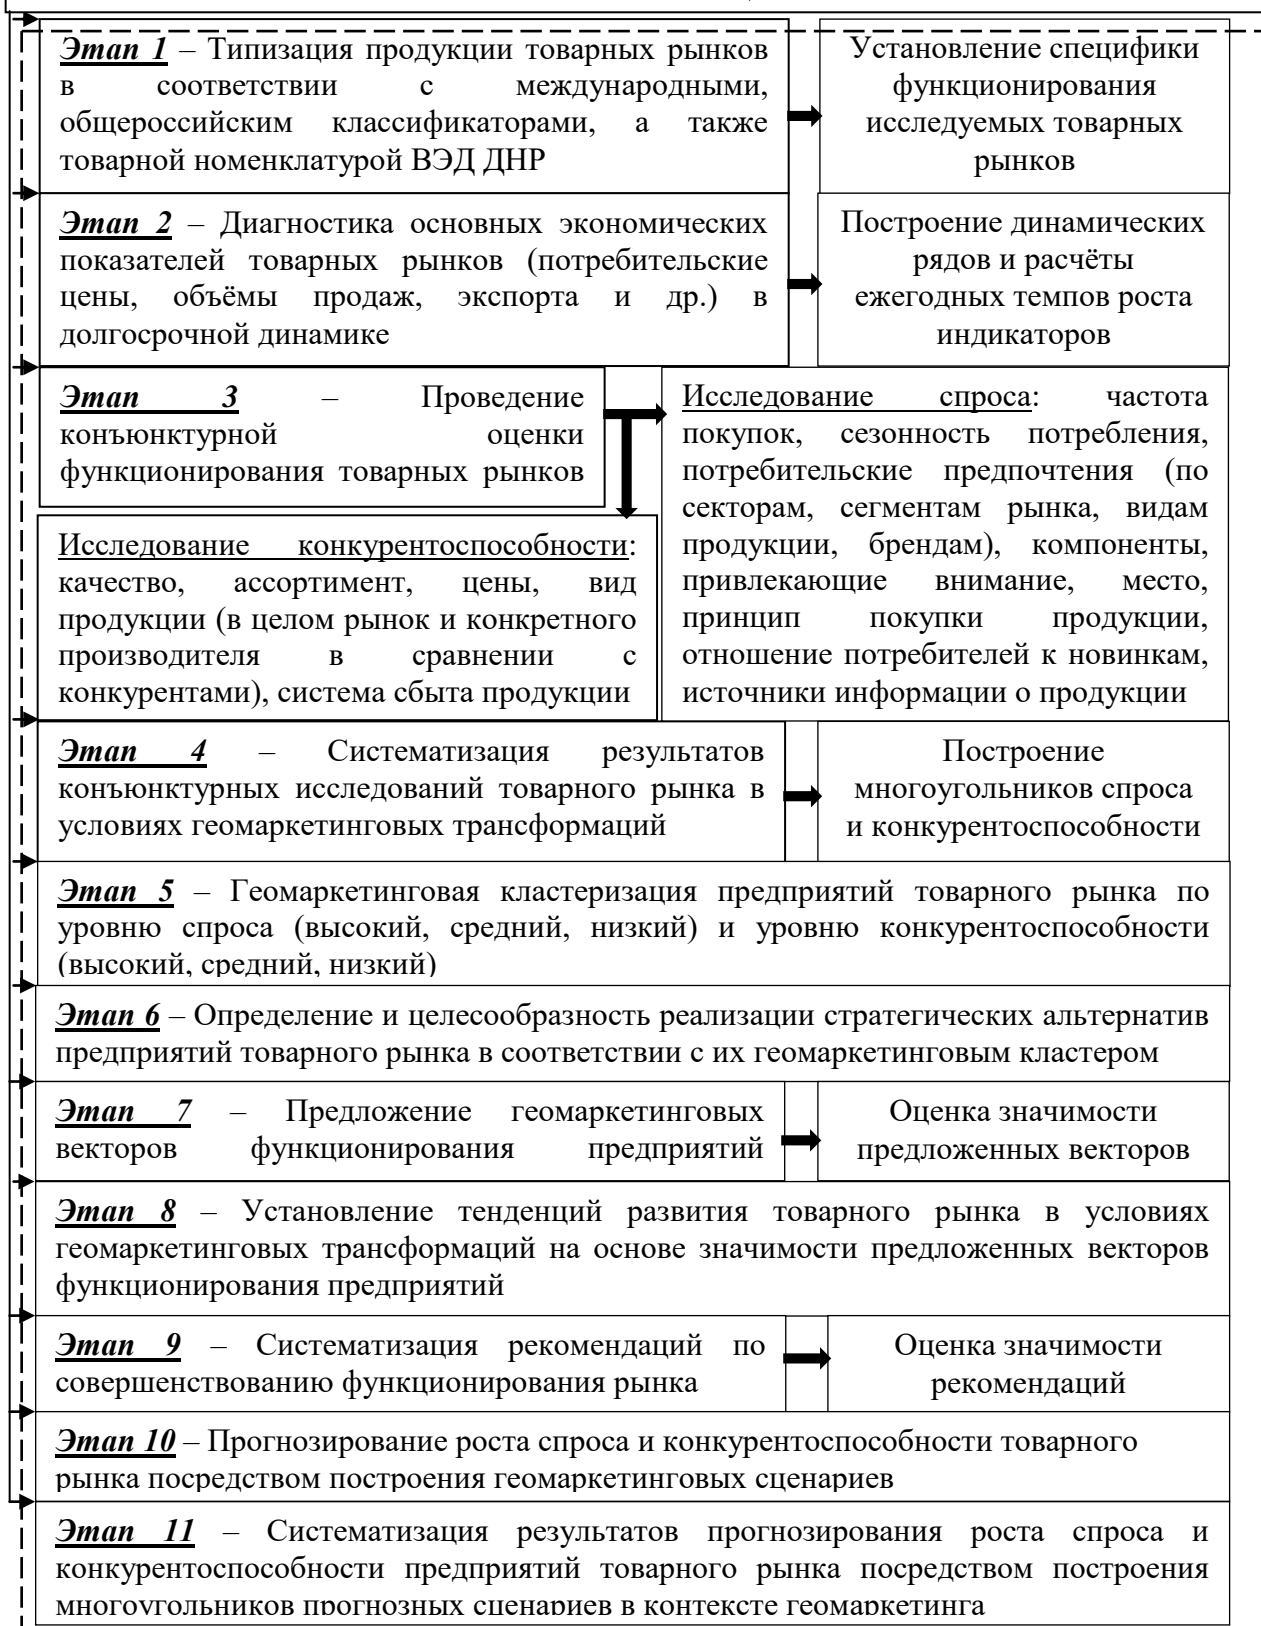 Этап 1 – Типизация продукции товарных рынков
в соответствии с международными,
общероссийским классификаторами, а также
товарной номенклатурой ВЭД ДНР
Установление специфики
функционирования
исследуемых товарных
рынков
Этап 2 – Диагностика основных экономических
показателей товарных рынков (потребительские
цены, объёмы продаж, экспорта и др.) в
долгосрочной динамике
Построение динамических
рядов и расчёты
ежегодных темпов роста
индикаторов
Этап 3 – Проведение
конъюнктурной оценки
функционирования товарных рынков
Исследование спроса: частота
покупок, сезонность потребления,
потребительские предпочтения (по
секторам, сегментам рынка, видам
продукции, брендам), компоненты,
привлекающие внимание, место,
принцип покупки продукции,
отношение потребителей к новинкам,
источники информации о продукции
Исследование конкурентоспособности:
качество, ассортимент, цены, вид
продукции (в целом рынок и конкретного
производителя в сравнении с
конкурентами), система сбыта продукции
Этап 4 – Систематизация результатов
конъюнктурных исследований товарного рынка в
условиях геомаркетинговых трансформаций
Построение
многоугольников спроса
и конкурентоспособности
Этап 5 – Геомаркетинговая кластеризация предприятий товарного рынка по
уровню спроса (высокий, средний, низкий) и уровню конкурентоспособности
(высокий, средний, низкий)
Этап 6 – Определение и целесообразность реализации стратегических альтернатив
предприятий товарного рынка в соответствии с их геомаркетинговым кластером
Этап 7 – Предложение геомаркетинговых
векторов функционирования предприятий
Оценка значимости
предложенных векторов
Этап 8 – Установление тенденций развития товарного рынка в условиях
геомаркетинговых трансформаций на основе значимости предложенных векторов
функционирования предприятий
Этап 9 – Систематизация рекомендаций по
совершенствованию функционирования рынка
Оценка значимости
рекомендаций
Этап 10 – Прогнозирование роста спроса и конкурентоспособности товарного
рынка посредством построения геомаркетинговых сценариев
Этап 11 – Систематизация результатов прогнозирования роста спроса и
конкурентоспособности предприятий товарного рынка посредством построения
многоугольников прогнозных сценариев в контексте геомаркетинга